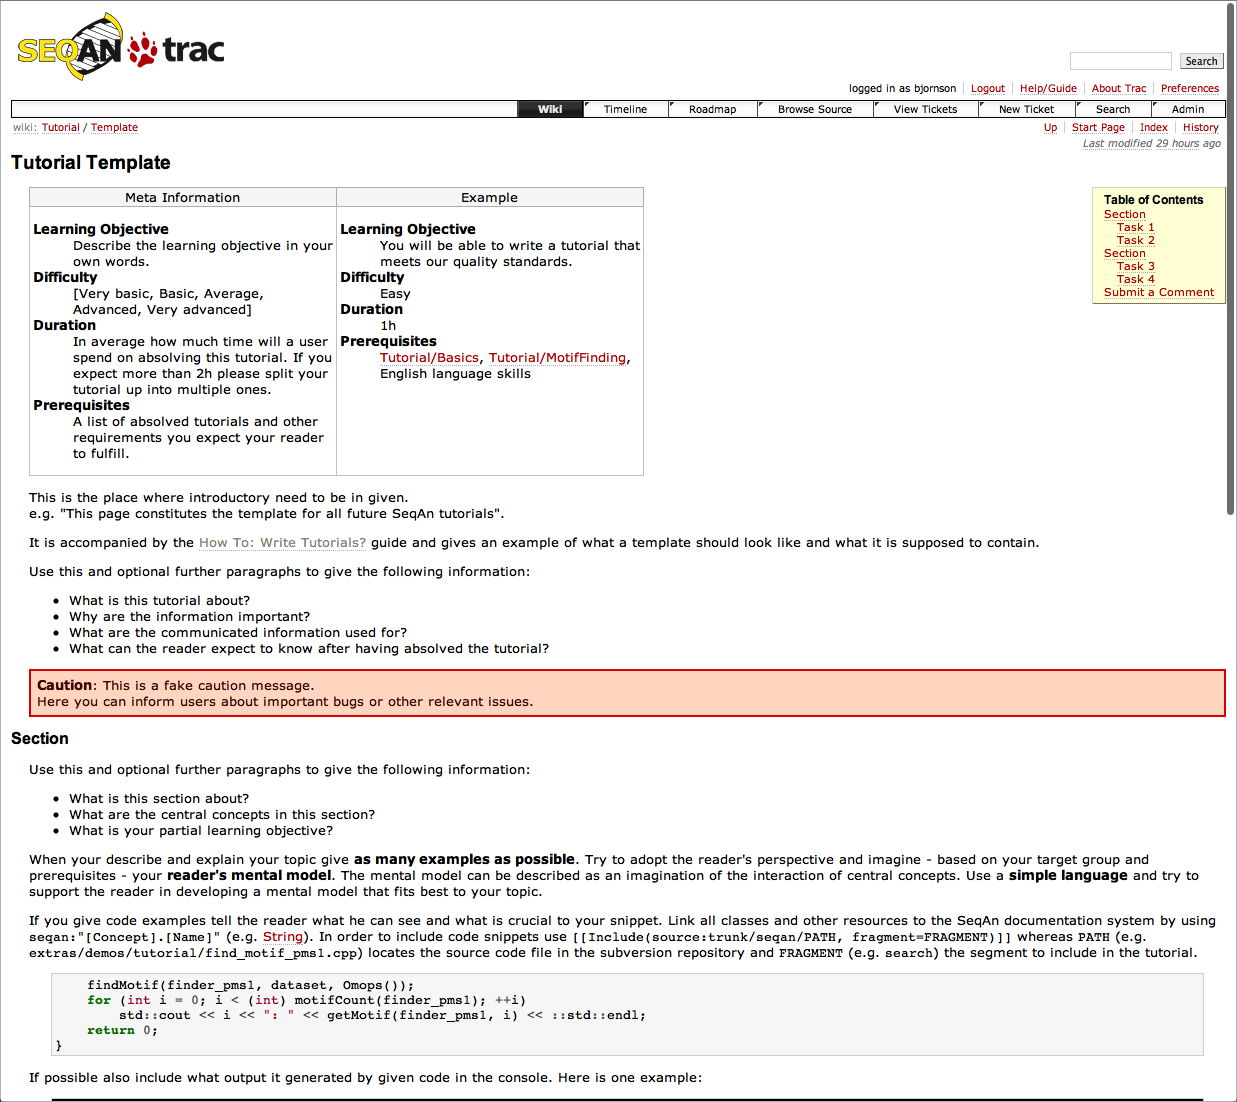 SEQAN trac
Search
logged in as bjornson Logout Help/Guide About Trac Preferences
Wiki Timeline Roadmap Browse Source View Tickets New Ticket Search Admin
wiki: Tutorial / Template
Up Start Page Index History
Last modified 29 hours ago
Tutorial Template
Meta Information
Learning Objective
Describe the learning objective in your
own words.
Difficulty
[Very basic, Basic, Average,
Advanced, Very advanced]
Duration
In average how much time will a user
spend on absolving this tutorial. If you
expect more than 2h please split your
tutorial up into multiple ones.
Prerequisites
A list of absolved tutorials and other
requirements you expect your reader
to fulfill.
Example
Learning Objective
You will be able to write a tutorial that
meets our quality standards.
Difficulty
Easy
Duration
1h
Prerequisites
Tutorial/Basics, Tutorial/MotifFinding,
English language skills
Table of Contents
Section
Task 1
Task 2
Section
Task 3
Task 4
Submit a Comment
This is the place where introductory need to be in given.
e.g. "This page constitutes the template for all future SeqAn tutorials".
It is accompanied by the How To: Write Tutorials? guide and gives an example of what a template should look like and what it is supposed to contain.
Use this and optional further paragraphs to give the following information:
• What is this tutorial about?
• Why are the information important?
• What are the communicated information used for?
• What can the reader expect to know after having absolved the tutorial?
Caution: This is a fake caution message.
Here you can inform users about important bugs or other relevant issues.
Section
Use this and optional further paragraphs to give the following information:
• What is this section about?
• What are the central concepts in this section?
• What is your partial learning objective?
When your describe and explain your topic give as many examples as possible. Try to adopt the reader's perspective and imagine - based on your target group and
prerequisites - your reader's mental model. The mental model can be described as an imagination of the interaction of central concepts. Use a simple language and try to
support the reader in developing a mental model that fits best to your topic.
If you give code examples tell the reader what he can see and what is crucial to your snippet. Link all classes and other resources to the SeqAn documentation system by using
seqan:"[Concept].[Name]" (e.g. String). In order to include code snippets use [[Include(source:trunk/seqan/PATH, fragment=FRAGMENT)]] whereas PATH (e.g.
extras/demos/tutorial/find_motif_pms1.cpp) locates the source code file in the subversion repository and FRAGMENT (e.g. search) the segment to include in the tutorial.
findMotif(finder_pms1, dataset, Omops());
for (int i = 0; i < (int) motifCount(finder_pms1); ++i)
std::cout << i << ": " << getMotif(finder_pms1, i) << ::std::endl;
return 0;
}
If possible also include what output it generated by given code in the console. Here is one example: